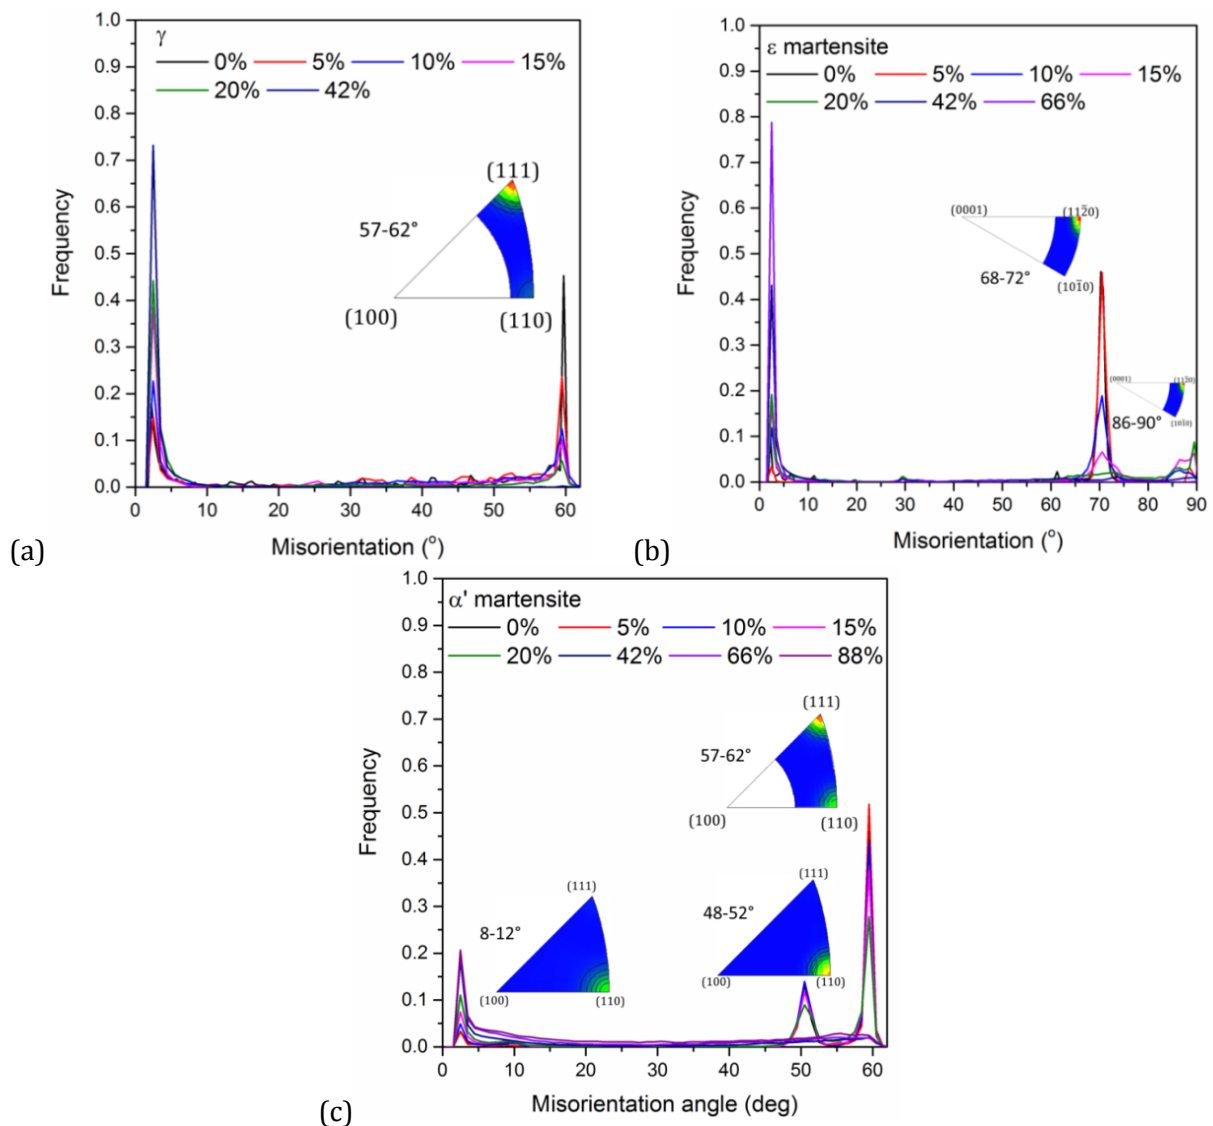 γ
0% 5% 10% 15%
20% 42%
1.0
0.9
0.8
0.7
0.6
0.5
0.4
0.3
0.2
0.1
0.0
Frequency
(111)
57-62°
(100)
(110)
0 10 20 30 40 50 60
Misorientation (°)
(a)
ε martensite
0% 5% 10% 15%
20% 42% 66%
1.0
0.9
0.8
0.7
0.6
0.5
0.4
0.3
0.2
0.1
0.0
Frequency
(0001) (112̄0)
68-72°
(101̄0)
(0001) (112̄0)
86-90°
(101̄0)
0 10 20 30 40 50 60 70 80 90
Misorientation (°)
(b)
α' martensite
0% 5% 10% 15%
20% 42% 66% 88%
1.0
0.9
0.8
0.7
0.6
0.5
0.4
0.3
0.2
0.1
0.0
Frequency
(111)
57-62°
(100) (110)
(111)
48-52°
(100) (110)
(111)
8-12°
(100) (110)
0 10 20 30 40 50 60
Misorientation angle (deg)
(c)